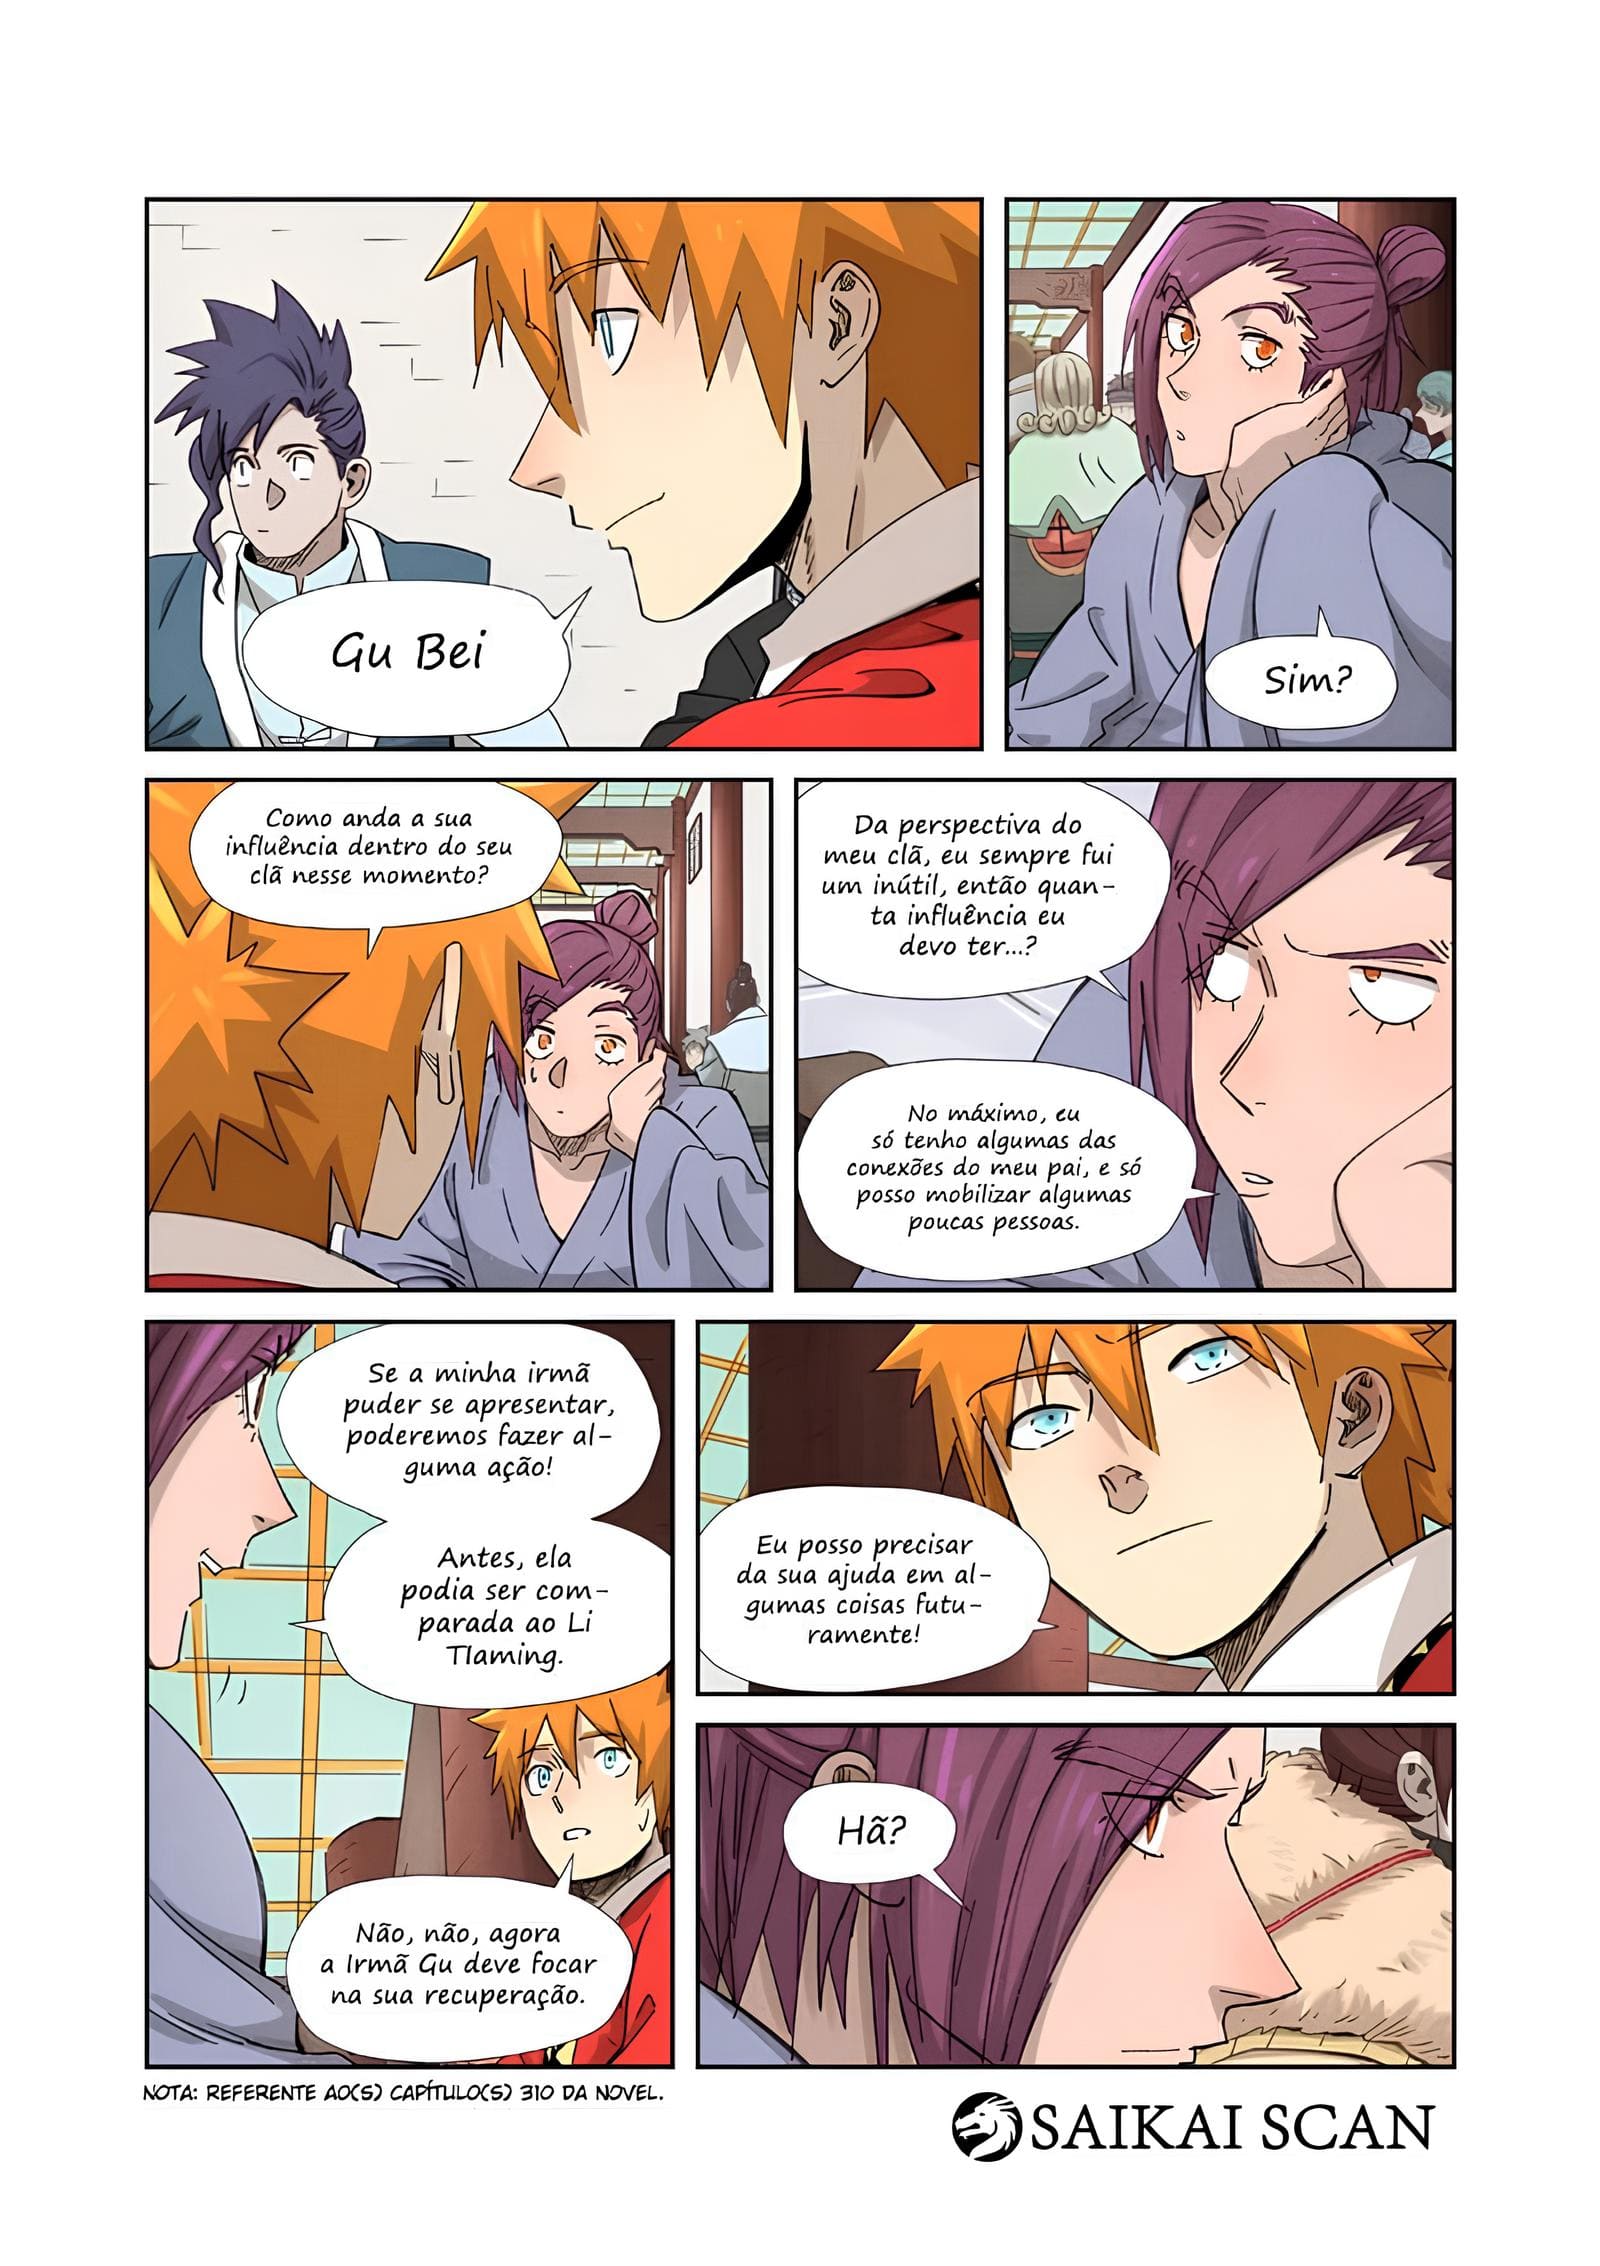 Gu Bei
Sim?
Como anda a sua
influência dentro do seu
clã nesse momento?
Da perspectiva do
meu clã, eu sempre fui
um inútil, então quan-
ta influência eu
devo ter...?
No máximo, eu
só tenho algumas das
conexões do meu pai, e só
posso mobilizar algumas
poucas pessoas.
Se a minha irmã
puder se apresentar,
poderemos fazer al-
guma ação!
Antes, ela
podia ser com-
parada ao Li
TIaming.
Não, não, agora
a Irmã Gu deve focar
na sua recuperação.
Eu posso precisar
da sua ajuda em al-
gumas coisas futu-
ramente!
Hã?
NOTA: REFERENTE AO(S) CAPÍTULO(S) 310 DA NOVEL.
SAIKAI SCAN